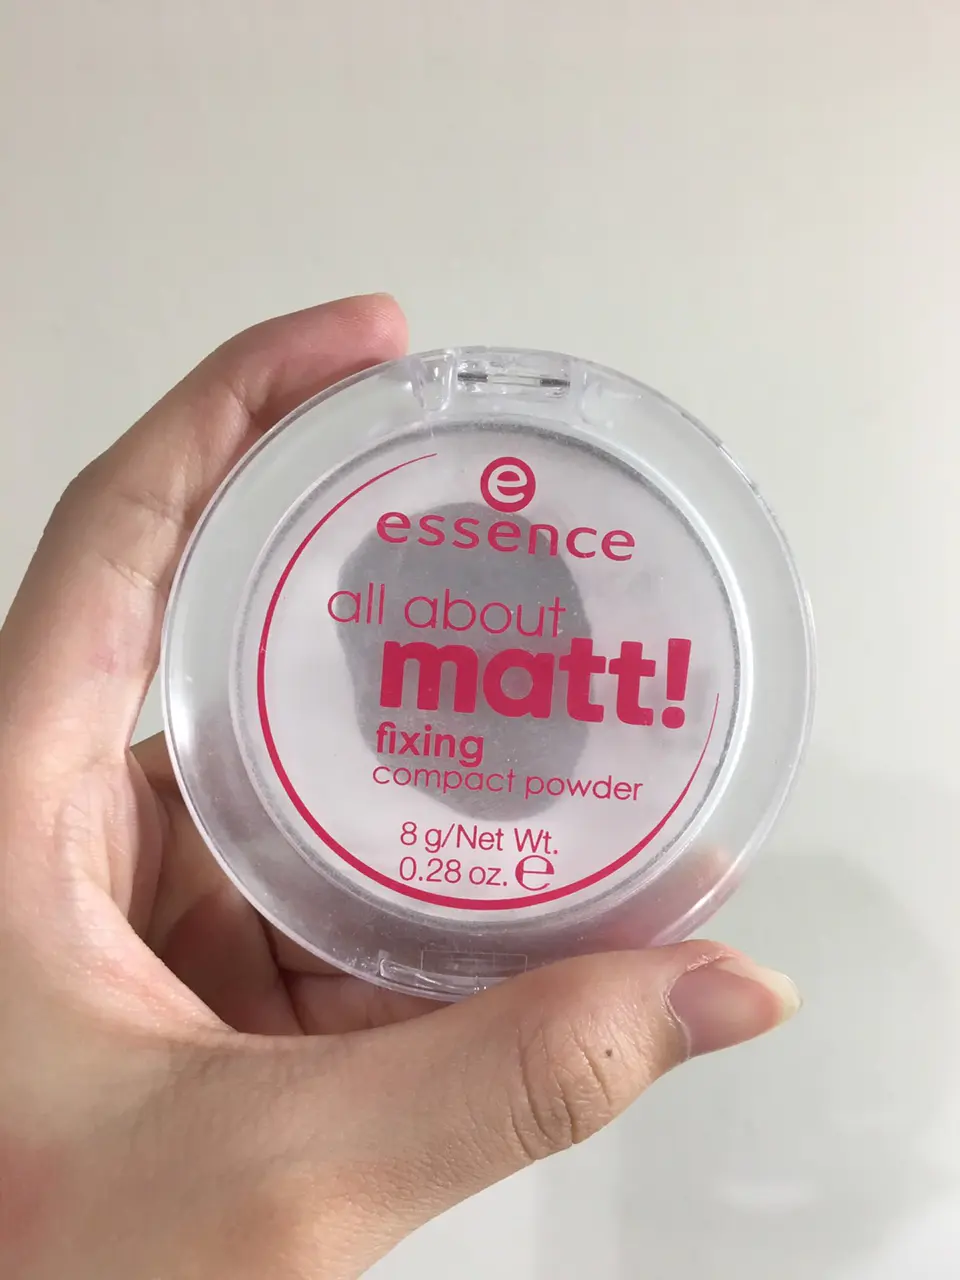 e
essence
all about
matt!
fixing
compact powder
8 g/Net Wt.
0.28 oz. ℮